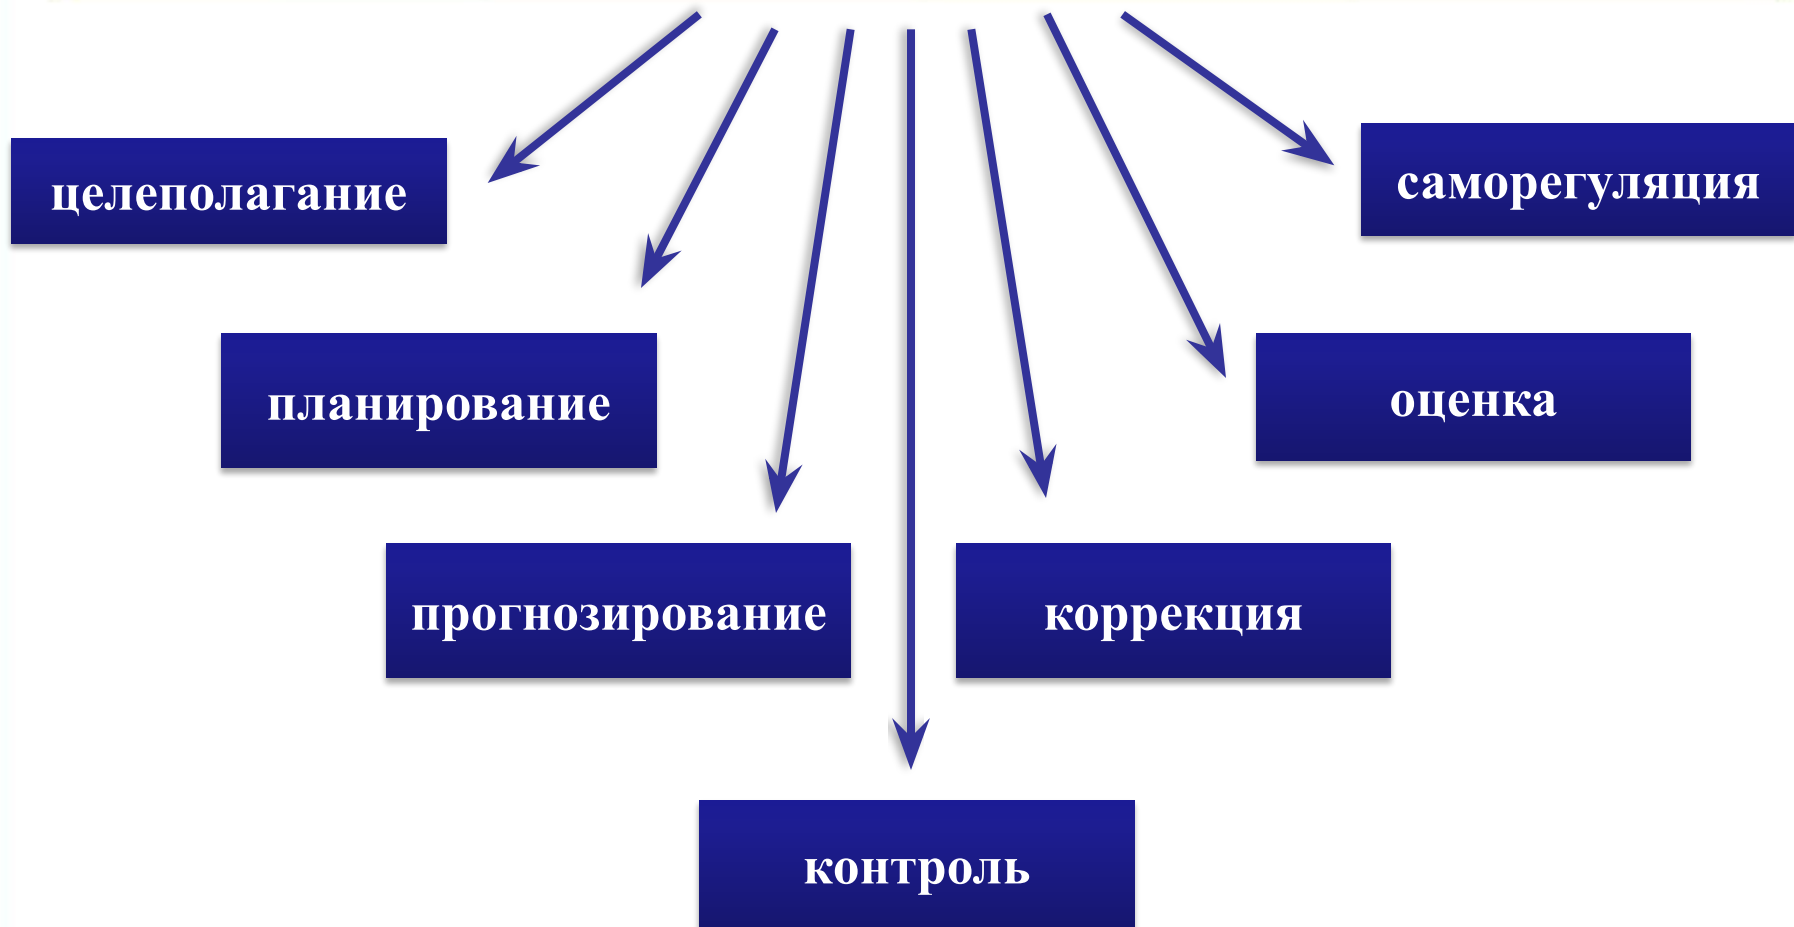 целеполагание
саморегуляция
планирование
оценка
прогнозирование
коррекция
контроль